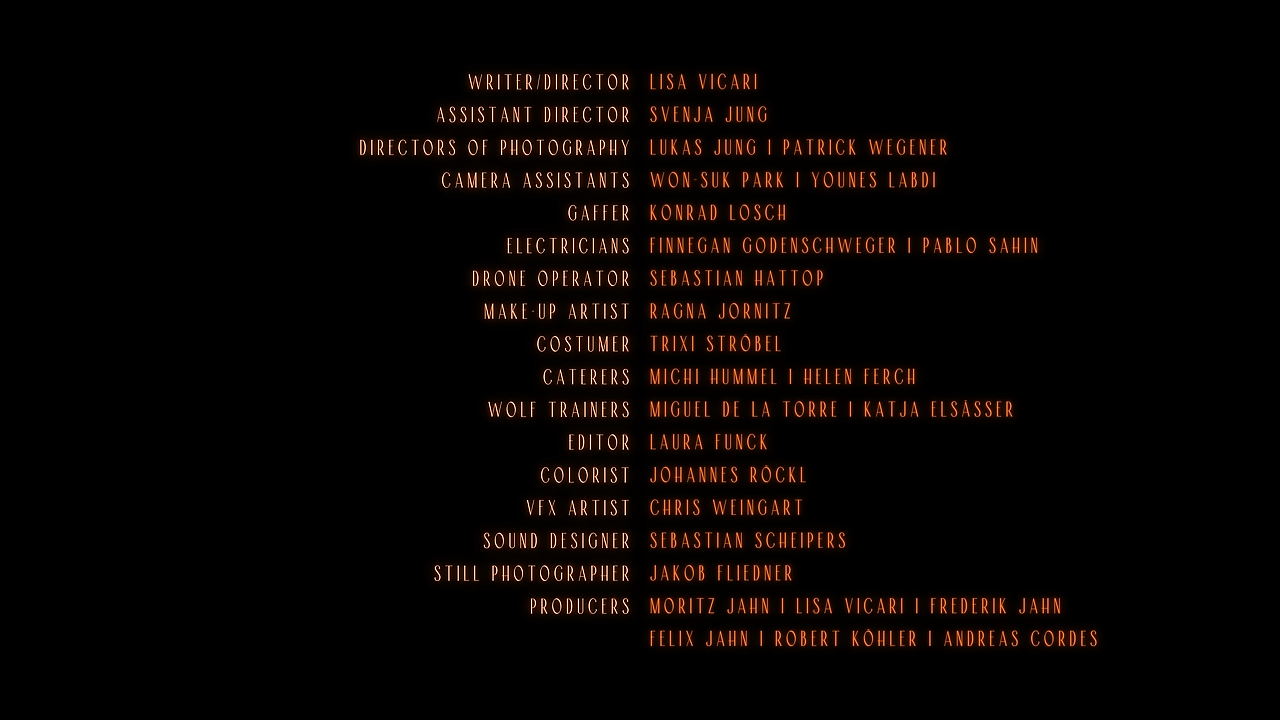 WRITER/DIRECTOR LISA VICARI
ASSISTANT DIRECTOR SVENJA JUNG
DIRECTORS OF PHOTOGRAPHY LUKAS JUNG | PATRICK WEGENER
CAMERA ASSISTANTS WON-SUK PARK | YOUNES LABDI
GAFFER KONRAD LOSCH
ELECTRICIANS FINNEGAN GODENSCHWEGER | PABLO SAHIN
DRONE OPERATOR SEBASTIAN HATTOP
MAKE-UP ARTIST RAGNA JORNITZ
COSTUMER TRIXI STRÖBEL
CATERERS MICHI HUMMEL | HELEN FERCH
WOLF TRAINERS MIGUEL DE LA TORRE | KATJA ELSÄSSER
EDITOR LAURA FUNCK
COLORIST JOHANNES RÖCKL
VFX ARTIST CHRIS WEINGART
SOUND DESIGNER SEBASTIAN SCHEIPERS
STILL PHOTOGRAPHER JAKOB FLIEDNER
PRODUCERS MORITZ JAHN | LISA VICARI | FREDERIK JAHN
FELIX JAHN | ROBERT KÖHLER | ANDREAS CORDES